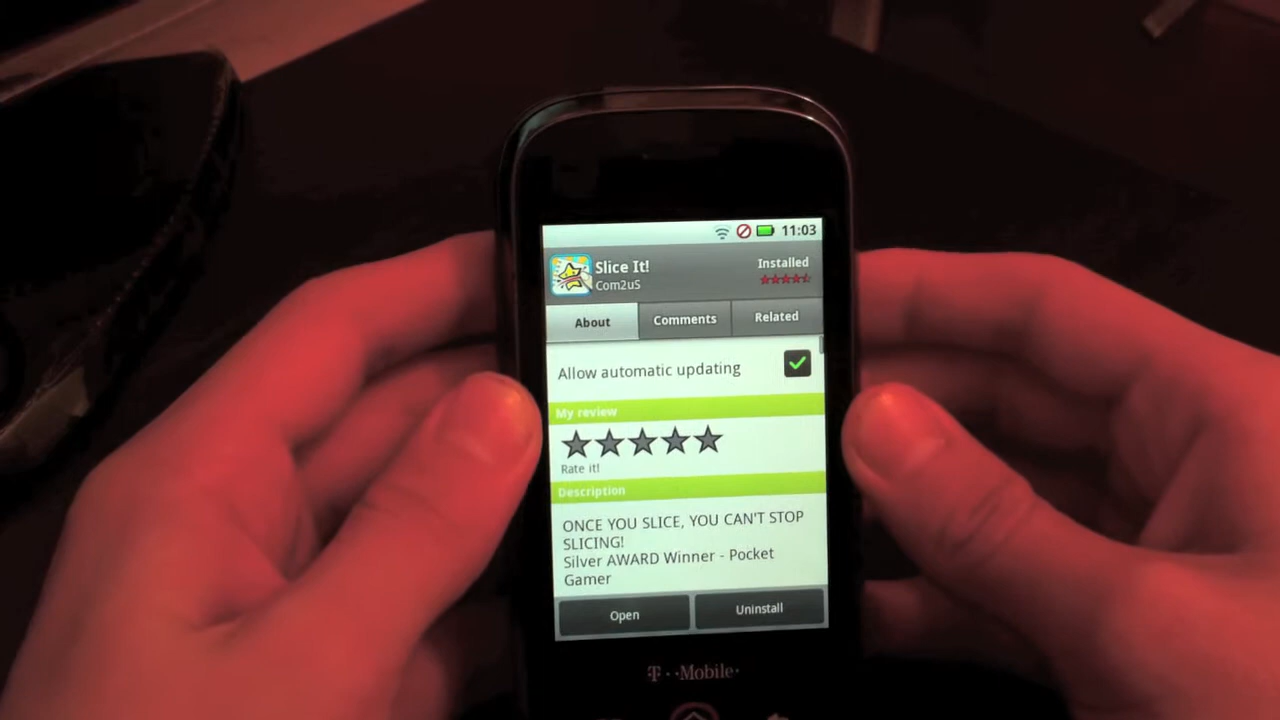 11:03
Slice It!
Installed
Com2uS
About
Comments
Related
Allow automatic updating
My review
Rate it!
Description
ONCE YOU SLICE, YOU CAN'T STOP
SLICING!
Silver AWARD Winner - Pocket
Gamer
Open
Uninstall
T··Mobile·